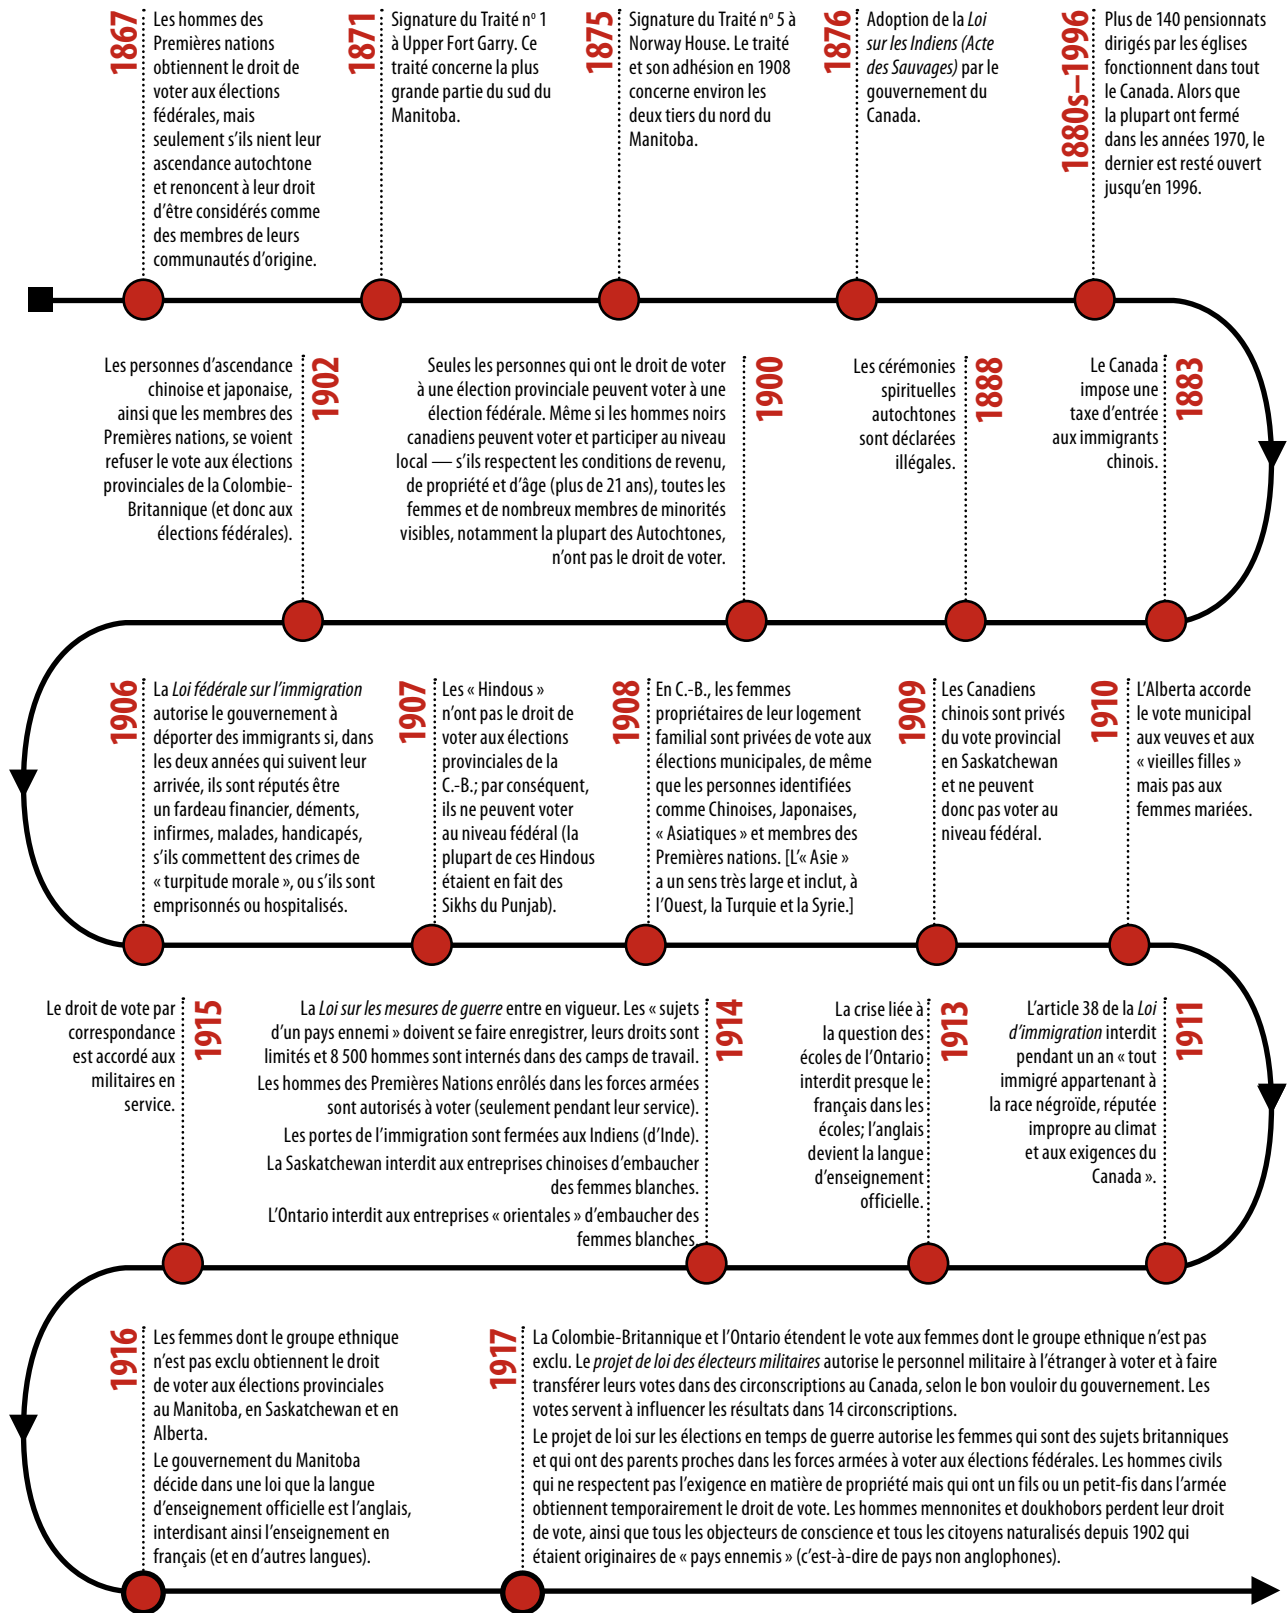 1867
Les hommes des
Premières nations
obtiennent le droit de
voter aux élections
fédérales, mais
seulement s’ils nient leur
ascendance autochtone
et renoncent à leur droit
d’être considérés comme
des membres de leurs
communautés d’origine.
1871
Signature du Traité nº 1
à Upper Fort Garry. Ce
traité concerne la plus
grande partie du sud du
Manitoba.
1875
Signature du Traité nº 5 à
Norway House. Le traité
et son adhésion en 1908
concerne environ les
deux tiers du nord du
Manitoba.
1876
Adoption de la Loi
sur les Indiens (Acte
des Sauvages) par le
gouvernement du
Canada.
1880s–1996
Plus de 140 pensionnats
dirigés par les églises
fonctionnent dans tout
le Canada. Alors que
la plupart ont fermé
dans les années 1970, le
dernier est resté ouvert
jusqu’en 1996.
1883
Le Canada
impose une
taxe d’entrée
aux immigrants
chinois.
1888
Les cérémonies
spirituelles
autochtones
sont déclarées
illégales.
1900
Seules les personnes qui ont le droit de voter
à une élection provinciale peuvent voter à une
élection fédérale. Même si les hommes noirs
canadiens peuvent voter et participer au niveau
local — s’ils respectent les conditions de revenu,
de propriété et d’âge (plus de 21 ans), toutes les
femmes et de nombreux membres de minorités
visibles, notamment la plupart des Autochtones,
n’ont pas le droit de voter.
1902
Les personnes d’ascendance
chinoise et japonaise,
ainsi que les membres des
Premières nations, se voient
refuser le vote aux élections
provinciales de la Colombie-
Britannique (et donc aux
élections fédérales).
1906
La Loi fédérale sur l’immigration
autorise le gouvernement à
déporter des immigrants si, dans
les deux années qui suivent leur
arrivée, ils sont réputés être
un fardeau financier, déments,
infirmes, malades, handicapés,
s’ils commettent des crimes de
« turpitude morale », ou s’ils sont
emprisonnés ou hospitalisés.
1907
Les « Hindous »
n’ont pas le droit de
voter aux élections
provinciales de la
C.-B.; par conséquent,
ils ne peuvent voter
au niveau fédéral (la
plupart de ces Hindous
étaient en fait des
Sikhs du Punjab).
1908
En C.-B., les femmes
propriétaires de leur logement
familial sont privées de vote aux
élections municipales, de même
que les personnes identifiées
comme Chinoises, Japonaises,
« Asiatiques » et membres des
Premières nations. [L’« Asie »
a un sens très large et inclut, à
l’Ouest, la Turquie et la Syrie.]
1909
Les Canadiens
chinois sont privés
du vote provincial
en Saskatchewan
et ne peuvent
donc pas voter au
niveau fédéral.
1910
L’Alberta accorde
le vote municipal
aux veuves et aux
« vieilles filles »
mais pas aux
femmes mariées.
1911
L’article 38 de la Loi
d’immigration interdit
pendant un an « tout
immigré appartenant à
la race négroïde, réputée
impropre au climat
et aux exigences du
Canada ».
1913
La crise liée à
la question des
écoles de l’Ontario
interdit presque le
français dans les
écoles; l’anglais
devient la langue
d’enseignement
officielle.
1914
La Loi sur les mesures de guerre entre en vigueur. Les « sujets
d’un pays ennemi » doivent se faire enregistrer, leurs droits sont
limités et 8 500 hommes sont internés dans des camps de travail.
Les hommes des Premières Nations enrôlés dans les forces armées
sont autorisés à voter (seulement pendant leur service).
Les portes de l’immigration sont fermées aux Indiens (d’Inde).
La Saskatchewan interdit aux entreprises chinoises d’embaucher
des femmes blanches.
L’Ontario interdit aux entreprises « orientales » d’embaucher des
femmes blanches.
1915
Le droit de vote par
correspondance
est accordé aux
militaires en
service.
1916
Les femmes dont le groupe ethnique
n’est pas exclu obtiennent le droit
de voter aux élections provinciales
au Manitoba, en Saskatchewan et en
Alberta.
Le gouvernement du Manitoba
décide dans une loi que la langue
d’enseignement officielle est l’anglais,
interdisant ainsi l’enseignement en
français (et en d’autres langues).
1917
La Colombie-Britannique et l’Ontario étendent le vote aux femmes dont le groupe ethnique n’est pas
exclu. Le projet de loi des électeurs militaires autorise le personnel militaire à l’étranger à voter et à faire
transférer leurs votes dans des circonscriptions au Canada, selon le bon vouloir du gouvernement. Les
votes servent à influencer les résultats dans 14 circonscriptions.
Le projet de loi sur les élections en temps de guerre autorise les femmes qui sont des sujets britanniques
et qui ont des parents proches dans les forces armées à voter aux élections fédérales. Les hommes civils
qui ne respectent pas l’exigence en matière de propriété mais qui ont un fils ou un petit-fils dans l’armée
obtiennent temporairement le droit de vote. Les hommes mennonites et doukhobors perdent leur droit
de vote, ainsi que tous les objecteurs de conscience et tous les citoyens naturalisés depuis 1902 qui
étaient originaires de « pays ennemis » (c’est-à-dire de pays non anglophones).